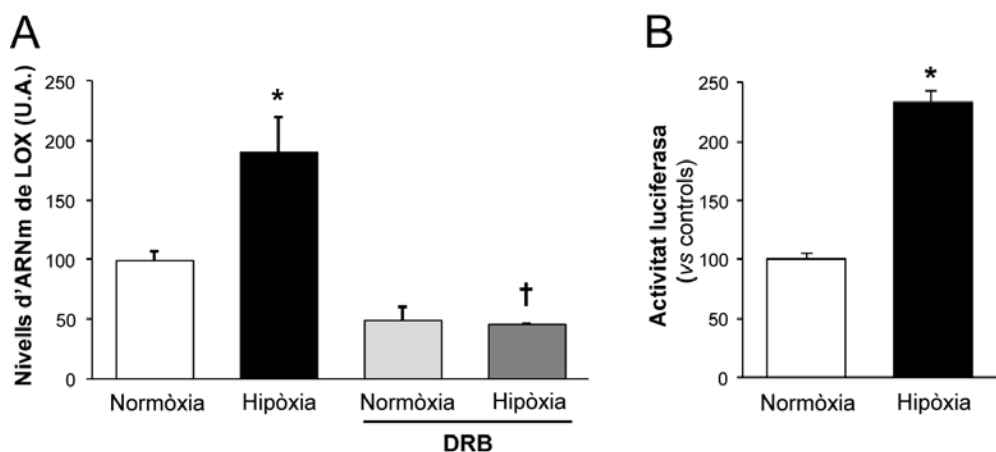 A
Nivells d'ARNm de LOX (U.A.)
250
200
150
100
50
0
*
†
Normòxia Hipòxia Normòxia Hipòxia
DRB
B
Activitat luciferasa
(vs controls)
250
200
250
100
50
0
*
Normòxia Hipòxia